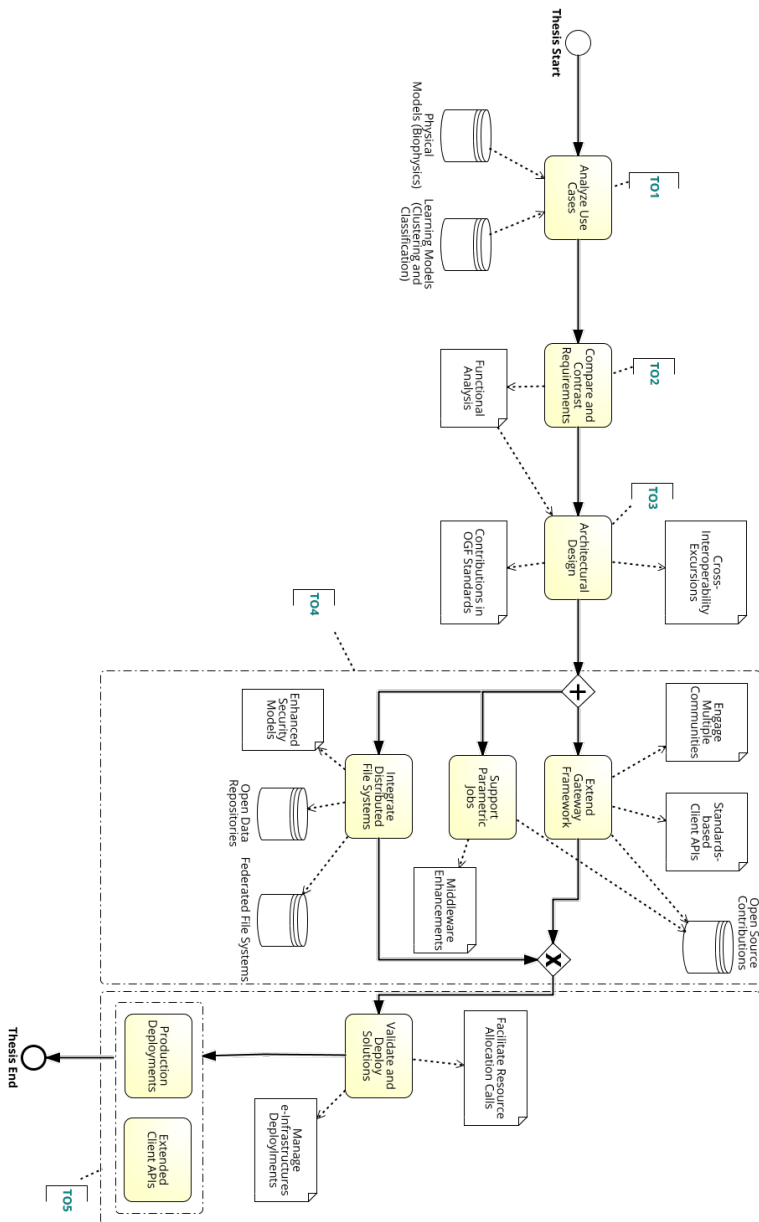 Thesis Start
TO1
Analyze Use
Cases
Physical
Models (Biophysics)
Learning Models
(Clustering and
Classification)
TO2
Compare and
Contrast
Requirements
Functional
Analysis
TO3
Architectural
Design
Cross-
Interoperability
Excursions
Contributions in
OGF Standards
TO4
Engage
Multiple
Communities
Standards-
based
Client APIs
Open Source
Contributions
Extend
Gateway
Framework
Support
Parametric
Jobs
Middleware
Enhancements
Integrate
Distributed
File Systems
Enhanced
Security
Models
Open Data
Repositories
Federated File Systems
X
Facilitate Resource
Allocation Calls
Validate and
Deploy
Solutions
Manage
e-Infrastructures
Deploylments
Production
Deployments
Extended
Client APIs
TO5
Thesis End